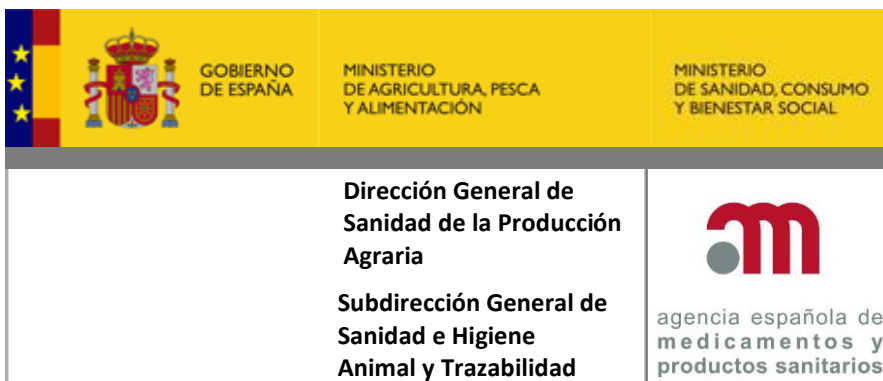 GOBIERNO
DE ESPAÑA
MINISTERIO
DE AGRICULTURA, PESCA
Y ALIMENTACIÓN
MINISTERIO
DE SANIDAD, CONSUMO
Y BIENESTAR SOCIAL
Dirección General de
Sanidad de la Producción
Agraria
Subdirección General de
Sanidad e Higiene
Animal y Trazabilidad
am
agencia española de
medicamentos y
productos sanitarios